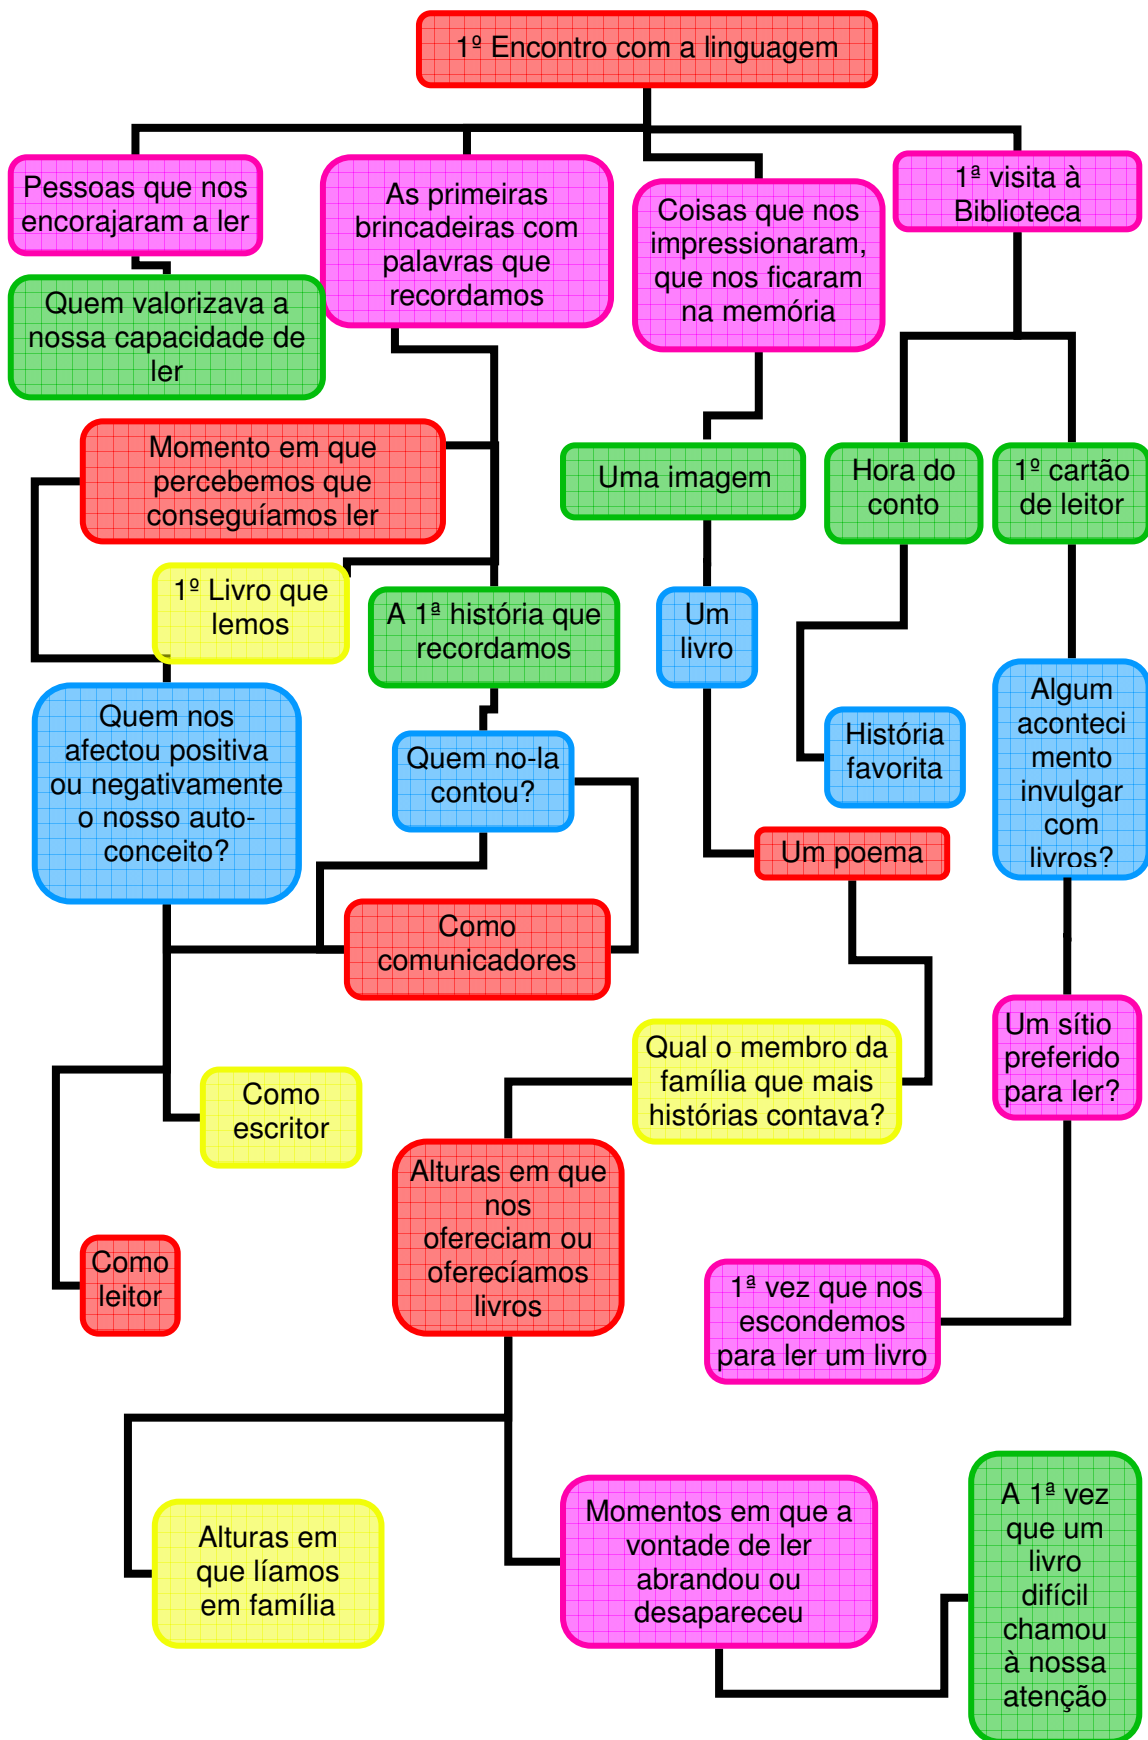 1º Encontro com a linguagem
Pessoas que nos
encorajaram a ler
As primeiras
brincadeiras com
palavras que
recordamos
Coisas que nos
impressionaram,
que nos ficaram
na memória
1ª visita à
Biblioteca
Quem valorizava a
nossa capacidade de
ler
Momento em que
percebemos que
conseguíamos ler
Uma imagem
Hora do
conto
1º cartão
de leitor
1º Livro que
lemos
A 1ª história que
recordamos
Um
livro
Quem nos
afectou positiva
ou negativamente
o nosso auto-
conceito?
Quem no-la
contou?
História
favorita
Algum
aconteci
mento
invulgar
com
livros?
Um poema
Como
comunicadores
Um sítio
preferido
para ler?
Qual o membro da
família que mais
histórias contava?
Como
escritor
Alturas em que
nos
ofereciam ou
oferecíamos
livros
Como
leitor
1ª vez que nos
escondemos
para ler um livro
Alturas em
que líamos
em família
Momentos em que a
vontade de ler
abrandou ou
desapareceu
A 1ª vez
que um
livro
difícil
chamou
à nossa
atenção